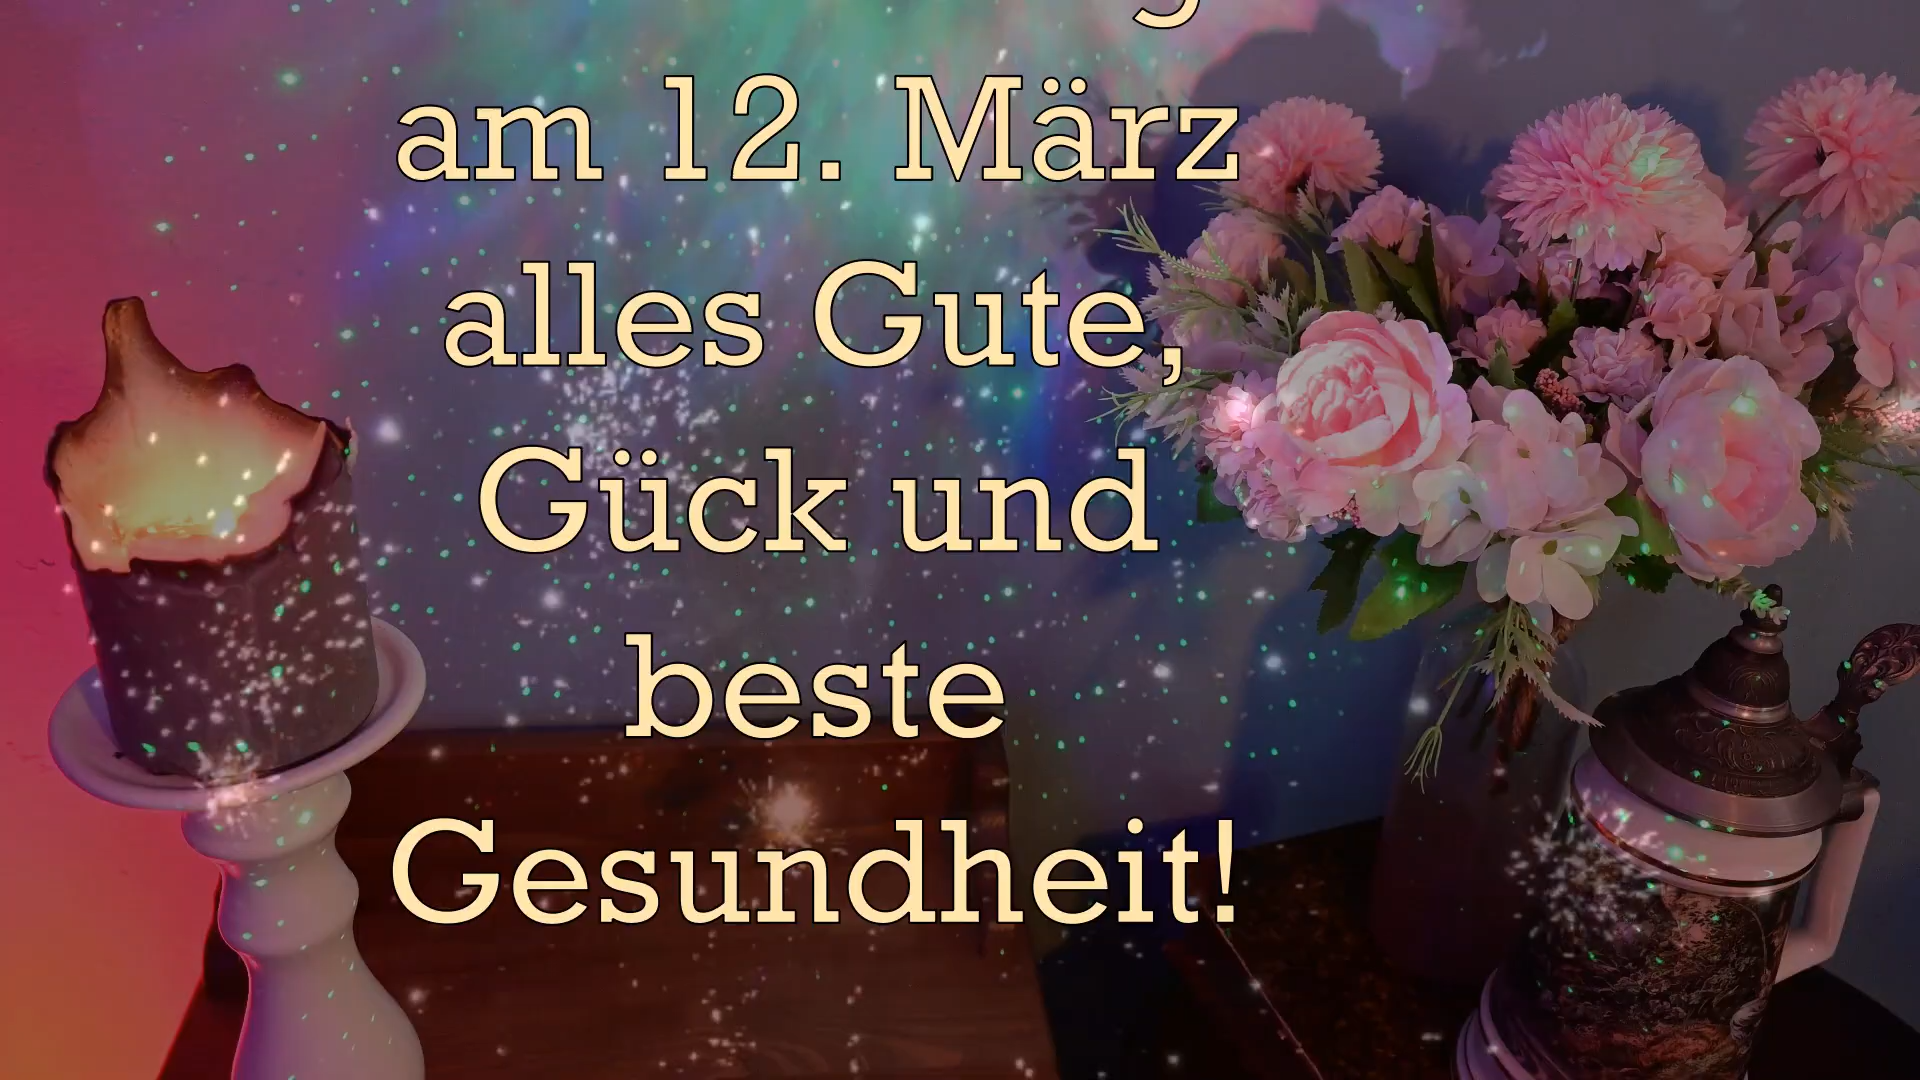 am 12. März
alles Gute,
Gück und
beste
Gesundheit!